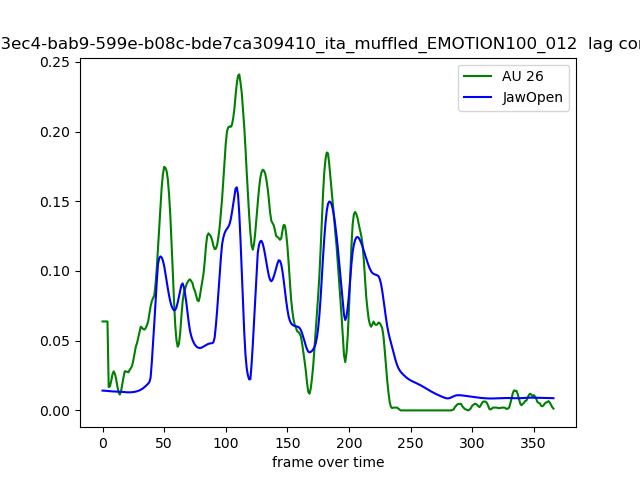 3ec4-bab9-599e-b08c-bde7ca309410_ita_muffled_EMOTION100_012 lag
AU 26
JawOpen
0.25
0.20
0.15
0.10
0.05
0.00
0 50 100 150 200 250 300 350
frame over time